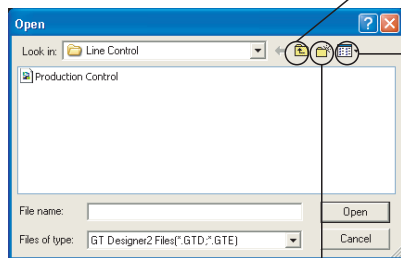 Open
Look in: Line Control
Production Control
File name: Open
Files of type: GT Designer2 Files(*.GTD;*.GTE) Cancel